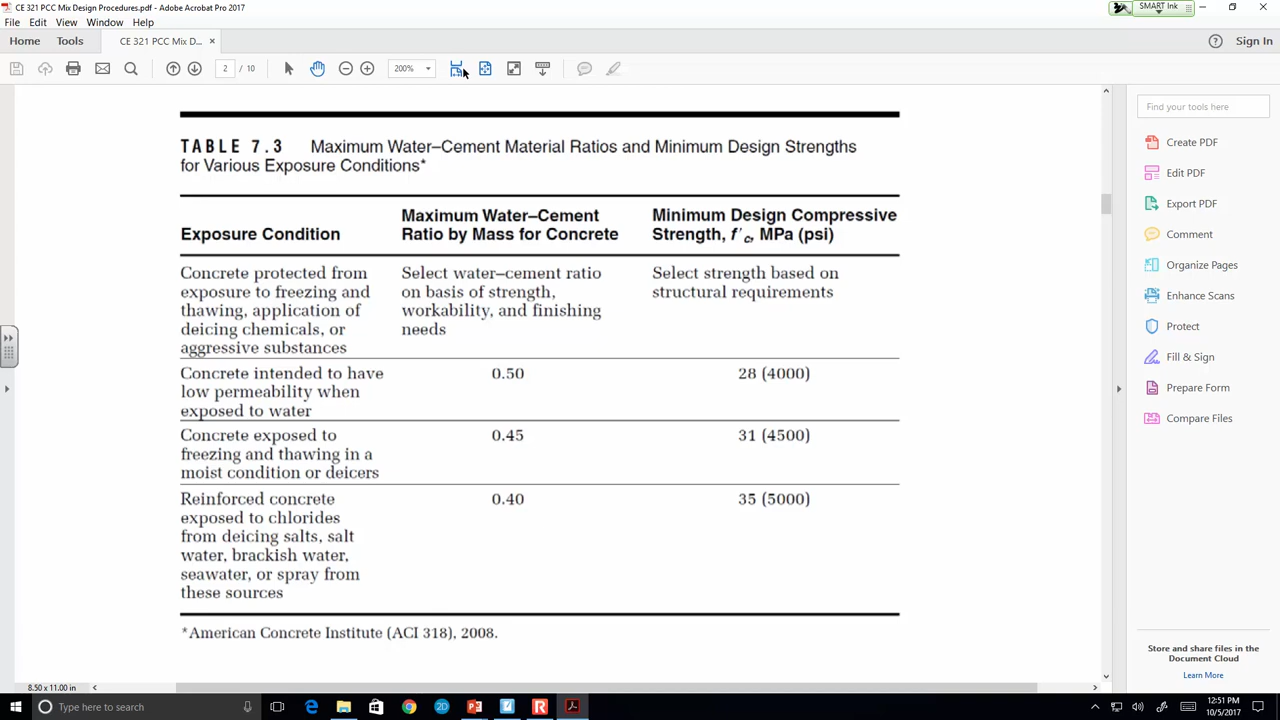 CE 321 PCC Mix Design Procedures.pdf - Adobe Acrobat Pro 2017
SMART Ink
File Edit View Window Help
Home Tools CE 321 PCC Mix D... × Sign In
2 / 10 200%
TABLE 7.3 Maximum Water–Cement Material Ratios and Minimum Design Strengths
for Various Exposure Conditions*
Exposure Condition
Maximum Water–Cement
Ratio by Mass for Concrete
Minimum Design Compressive
Strength, f′c, MPa (psi)
Concrete protected from
exposure to freezing and
thawing, application of
deicing chemicals, or
aggressive substances
Select water–cement ratio
on basis of strength,
workability, and finishing
needs
Select strength based on
structural requirements
Concrete intended to have
low permeability when
exposed to water
0.50
28 (4000)
Concrete exposed to
freezing and thawing in a
moist condition or deicers
0.45
31 (4500)
Reinforced concrete
exposed to chlorides
from deicing salts, salt
water, brackish water,
seawater, or spray from
these sources
0.40
35 (5000)
*American Concrete Institute (ACI 318), 2008.
Find your tools here
Create PDF
Edit PDF
Export PDF
Comment
Organize Pages
Enhance Scans
Protect
Fill & Sign
Prepare Form
Compare Files
Store and share files in the
Document Cloud
Learn More
8.50 x 11.00 in
Type here to search
12:51 PM
10/5/2017